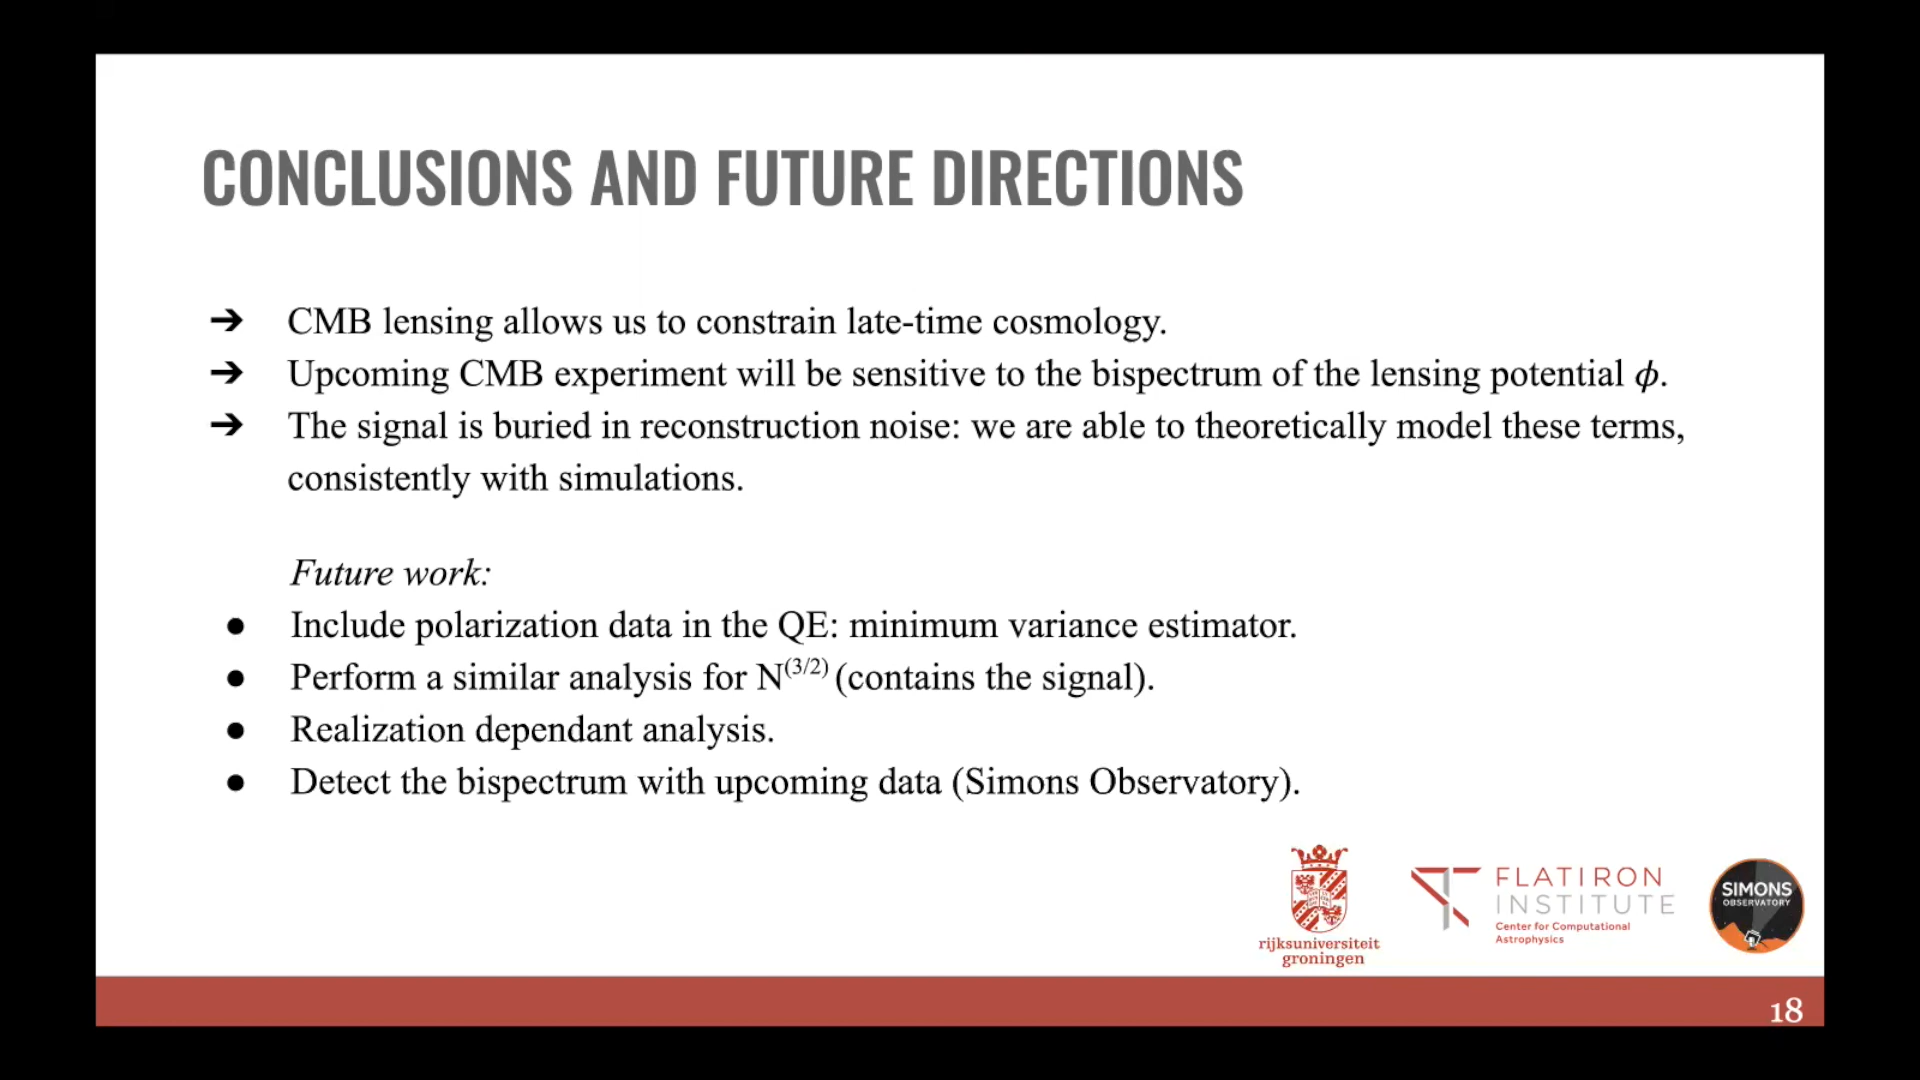 CONCLUSIONS AND FUTURE DIRECTIONS
➔ CMB lensing allows us to constrain late-time cosmology.
➔ Upcoming CMB experiment will be sensitive to the bispectrum of the lensing potential ϕ.
➔ The signal is buried in reconstruction noise: we are able to theoretically model these terms,
consistently with simulations.
Future work:
● Include polarization data in the QE: minimum variance estimator.
● Perform a similar analysis for N^(3/2) (contains the signal).
● Realization dependant analysis.
● Detect the bispectrum with upcoming data (Simons Observatory).
rijksuniversiteit
groningen
FLATIRON
INSTITUTE
Center for Computational
Astrophysics
SIMONS
OBSERVATORY
18